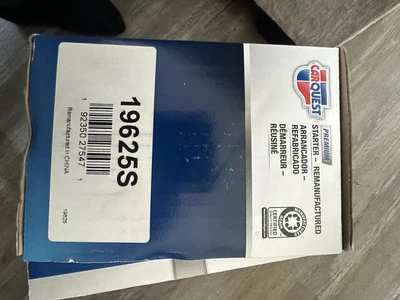 CARQUEST
PREMIUM
STARTER – REMANUFACTURED
ARRANCADOR –
REFABRICADO
DÉMARREUR –
RÉUSINÉ
CERTIFIED
19625S
1 92350 27547 1
Remanufactured in CHINA
19625